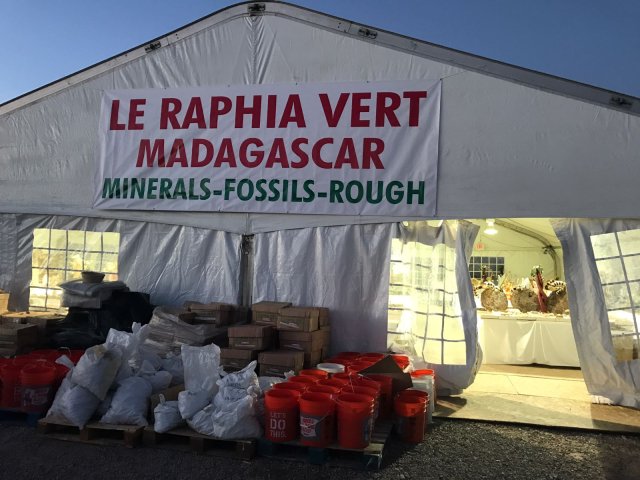 LE RAPHIA VERT
MADAGASCAR
MINERALS-FOSSILS-ROUGH
LET'S DO
THIS.